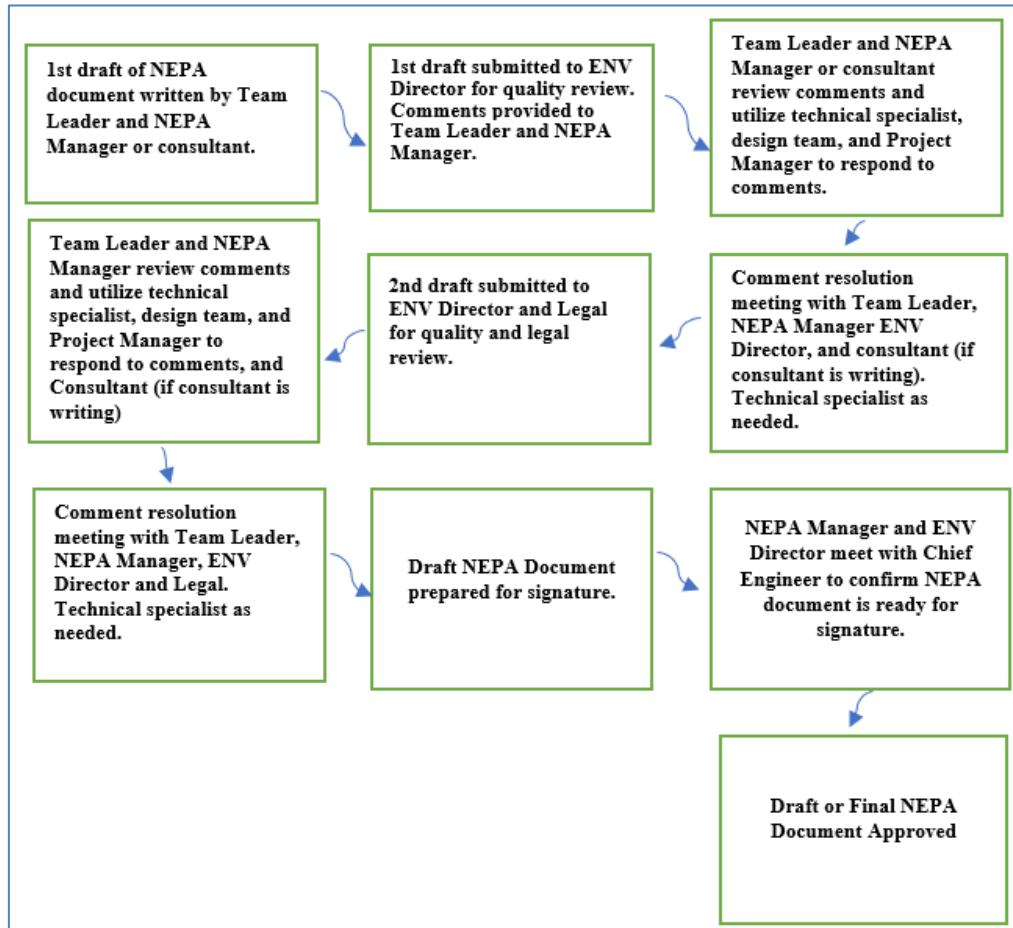 1st draft of NEPA
document written by Team
Leader and NEPA
Manager or consultant.
1st draft submitted to ENV
Director for quality review.
Comments provided to
Team Leader and NEPA
Manager.
Team Leader and NEPA
Manager or consultant
review comments and
utilize technical specialist,
design team, and Project
Manager to respond to
comments.
Comment resolution
meeting with Team Leader,
NEPA Manager ENV
Director, and consultant (if
consultant is writing).
Technical specialist as
needed.
2nd draft submitted to
ENV Director and Legal
for quality and legal
review.
Team Leader and NEPA
Manager review comments
and utilize technical
specialist, design team, and
Project Manager to
respond to comments, and
Consultant (if consultant is
writing)
Comment resolution
meeting with Team Leader,
NEPA Manager, ENV
Director and Legal.
Technical specialist as
needed.
Draft NEPA Document
prepared for signature.
NEPA Manager and ENV
Director meet with Chief
Engineer to confirm NEPA
document is ready for
signature.
Draft or Final NEPA
Document Approved